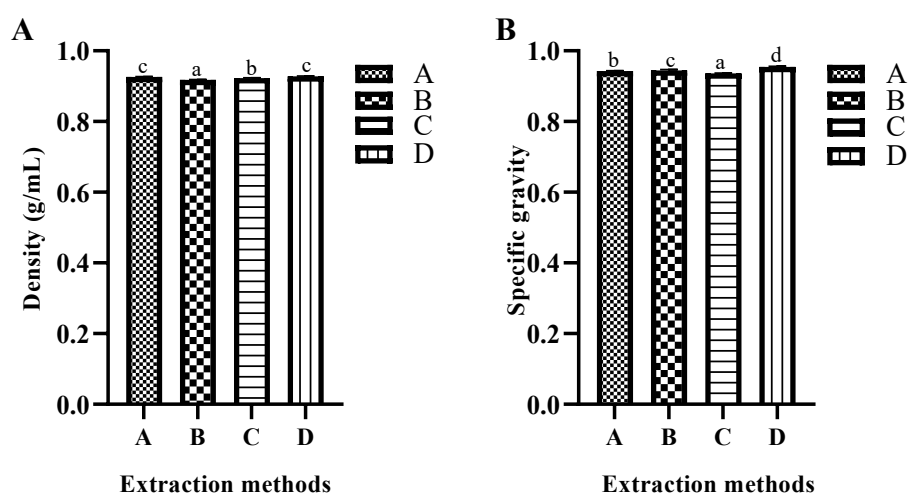 A
Density (g/mL)
1.0
0.8
0.6
0.4
0.2
0.0
c
a
b
c
A
B
C
D
Extraction methods
A
B
C
D
B
Specific gravity
1.0
0.8
0.6
0.4
0.2
0.0
b
c
a
d
A
B
C
D
Extraction methods
A
B
C
D